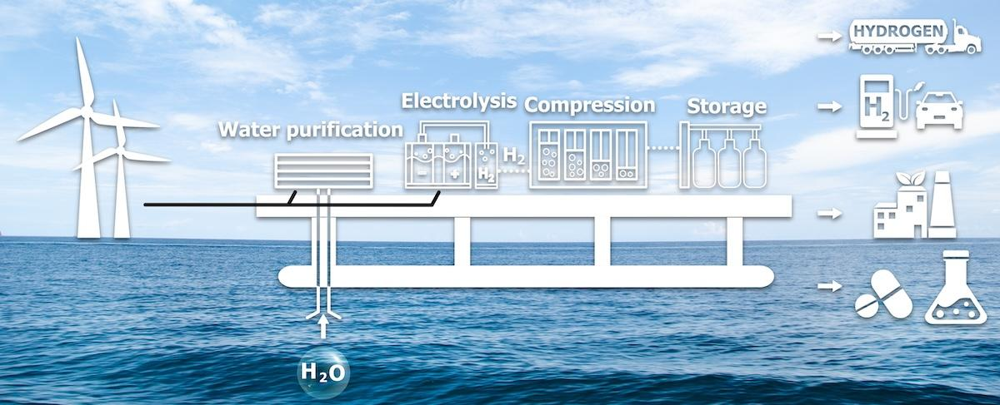 HYDROGEN
Electrolysis
Compression
Storage
Water purification
H₂
H₂
H₂
- +
H₂O